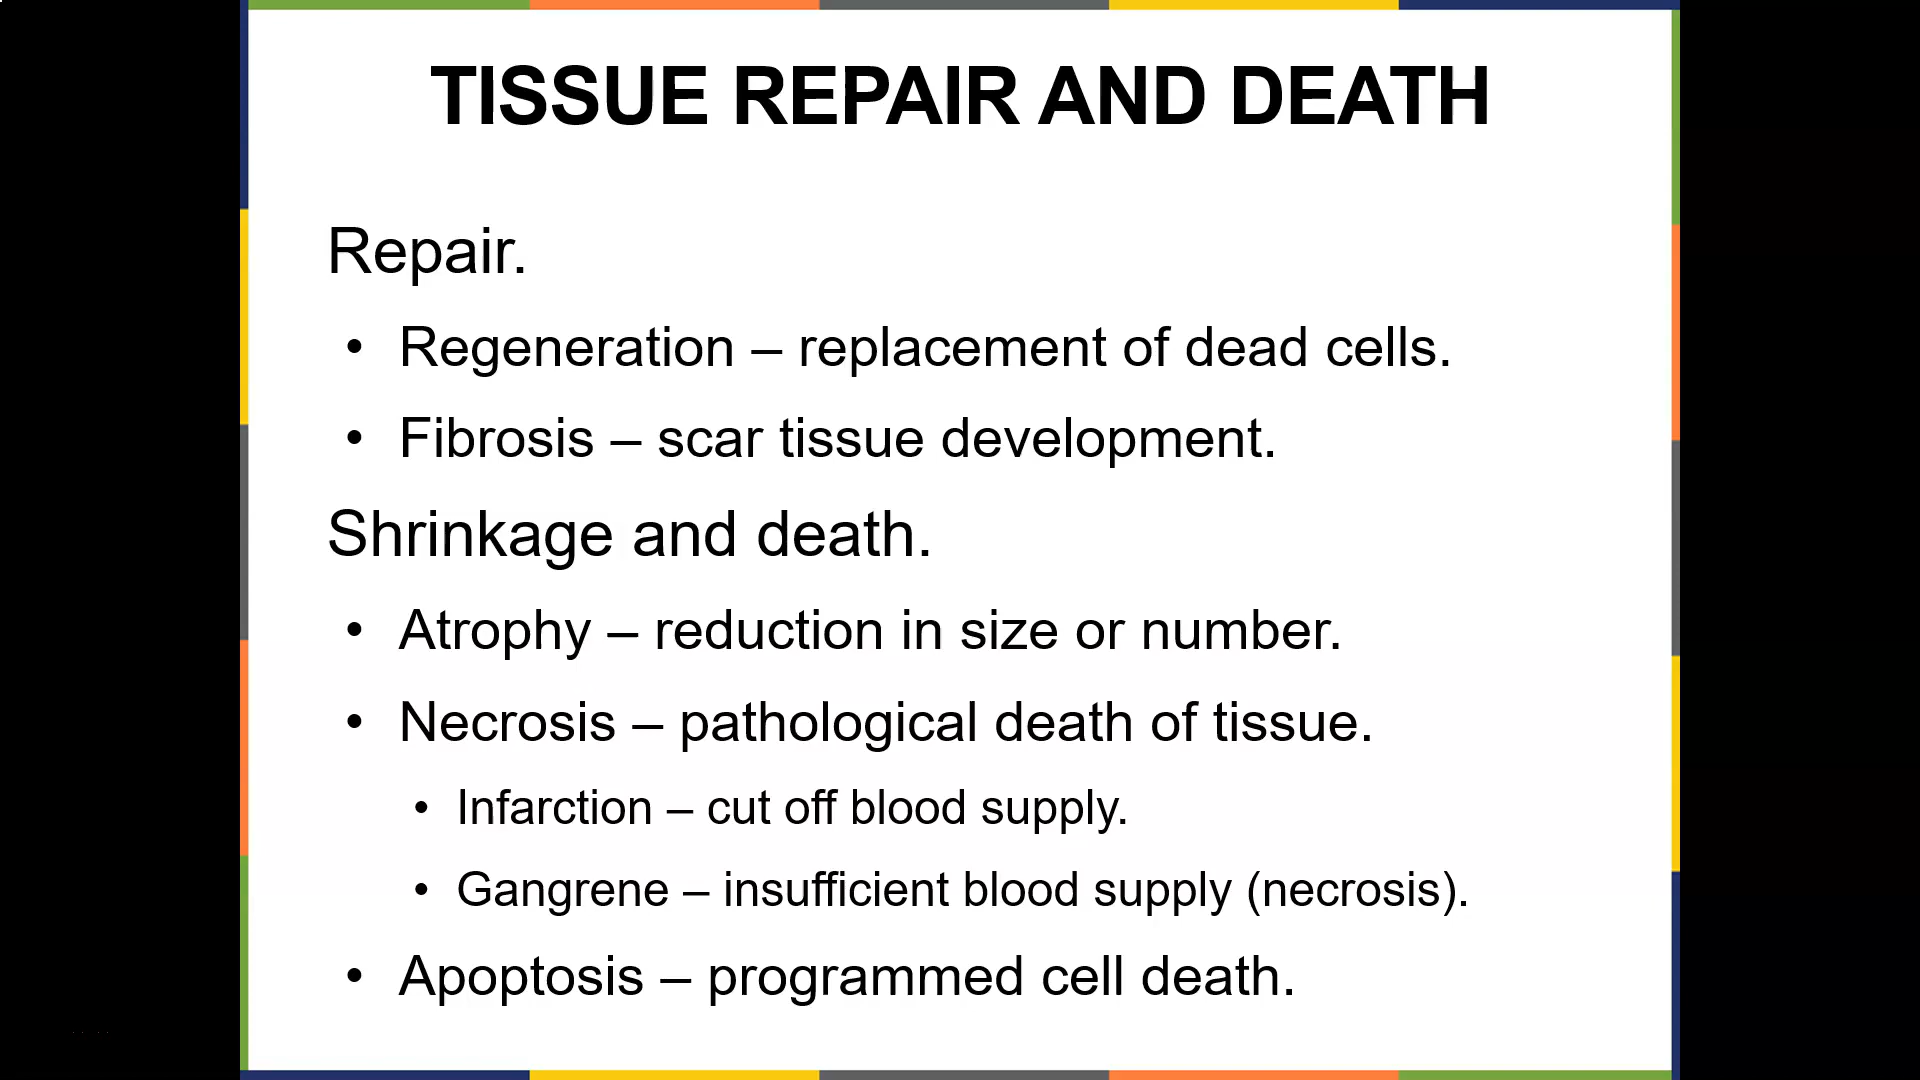 TISSUE REPAIR AND DEATH
Repair.
• Regeneration – replacement of dead cells.
• Fibrosis – scar tissue development.
Shrinkage and death.
• Atrophy – reduction in size or number.
• Necrosis – pathological death of tissue.
• Infarction – cut off blood supply.
• Gangrene – insufficient blood supply (necrosis).
• Apoptosis – programmed cell death.